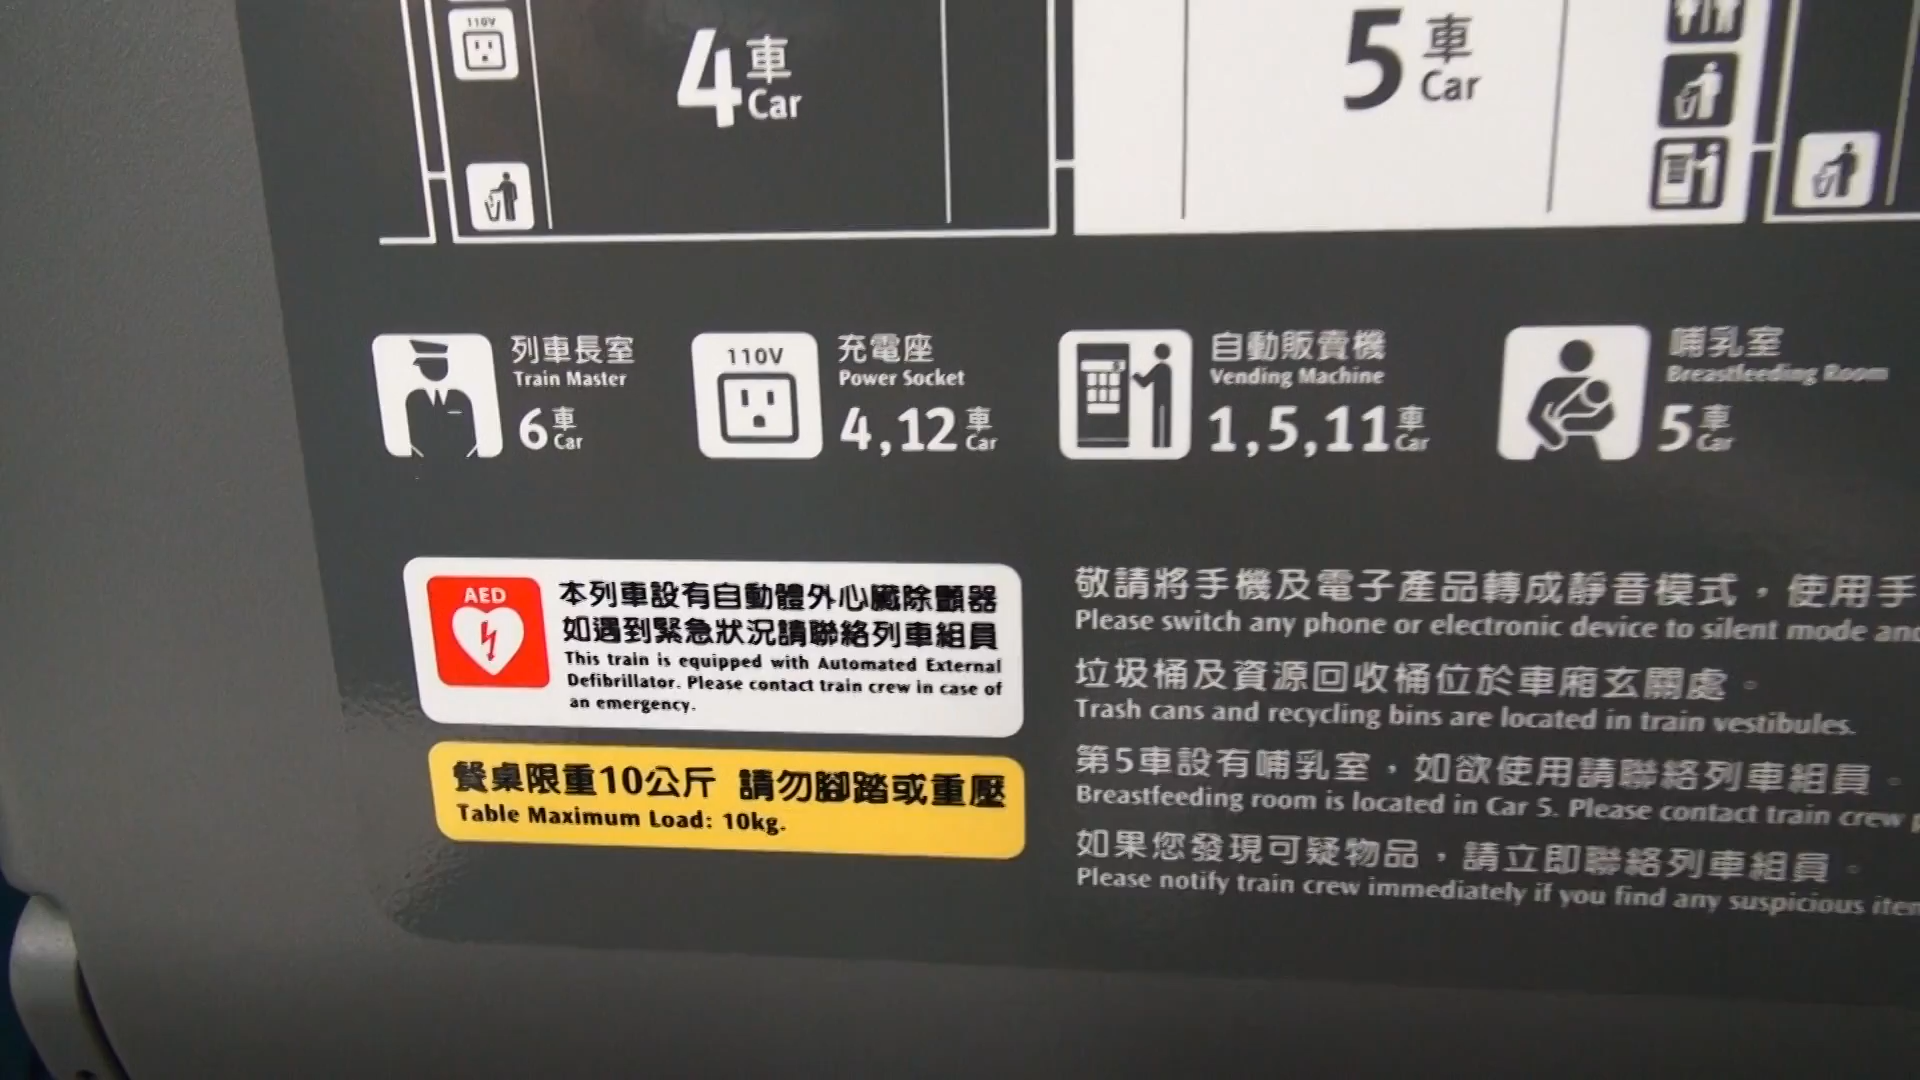 110V
4 車 Car
5 車 Car
列車長室
Train Master
6 車 Car
110V
充電座
Power Socket
4,12 車 Car
自動販賣機
Vending Machine
1,5,11 車 Car
哺乳室
Breastfeeding Room
5 車 Car
AED
本列車設有自動體外心臟除顫器
如遇到緊急狀況請聯絡列車組員
This train is equipped with Automated External
Defibrillator. Please contact train crew in case of
an emergency.
餐桌限重10公斤 請勿腳踏或重壓
Table Maximum Load: 10kg.
敬請將手機及電子產品轉成靜音模式，使用手
Please switch any phone or electronic device to silent mode and
垃圾桶及資源回收桶位於車廂玄關處。
Trash cans and recycling bins are located in train vestibules.
第5車設有哺乳室，如欲使用請聯絡列車組員。
Breastfeeding room is located in Car 5. Please contact train crew
如果您發現可疑物品，請立即聯絡列車組員。
Please notify train crew immediately if you find any suspicious